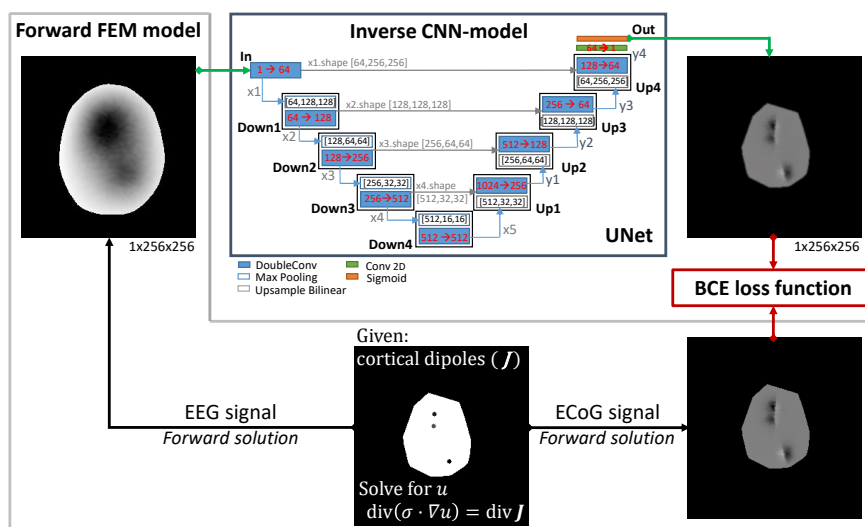 Forward FEM model
Inverse CNN-model
In
Out
1 → 64
x1.shape [64,256,256]
64 → 1
128→64
y4
[64,256,256]
Up4
x1
[64,128,128]
64 → 128
Down1
x2.shape [128,128,128]
256 → 64
[128,128,128]
y3
Up3
x2
[128,64,64]
128→256
Down2
x3.shape [256,64,64]
512→128
[256,64,64]
y2
Up2
x3
[256,32,32]
256→512
Down3
x4.shape
[512,32,32]
1024→256
[512,32,32]
y1
Up1
x4
[512,16,16]
512 →512
Down4
x5
UNet
1x256x256
1x256x256
DoubleConv
Max Pooling
Upsample Bilinear
Conv 2D
Sigmoid
BCE loss function
Given:
cortical dipoles (J)
EEG signal
Forward solution
ECoG signal
Forward solution
Solve for u
div(σ · ∇u) = div J